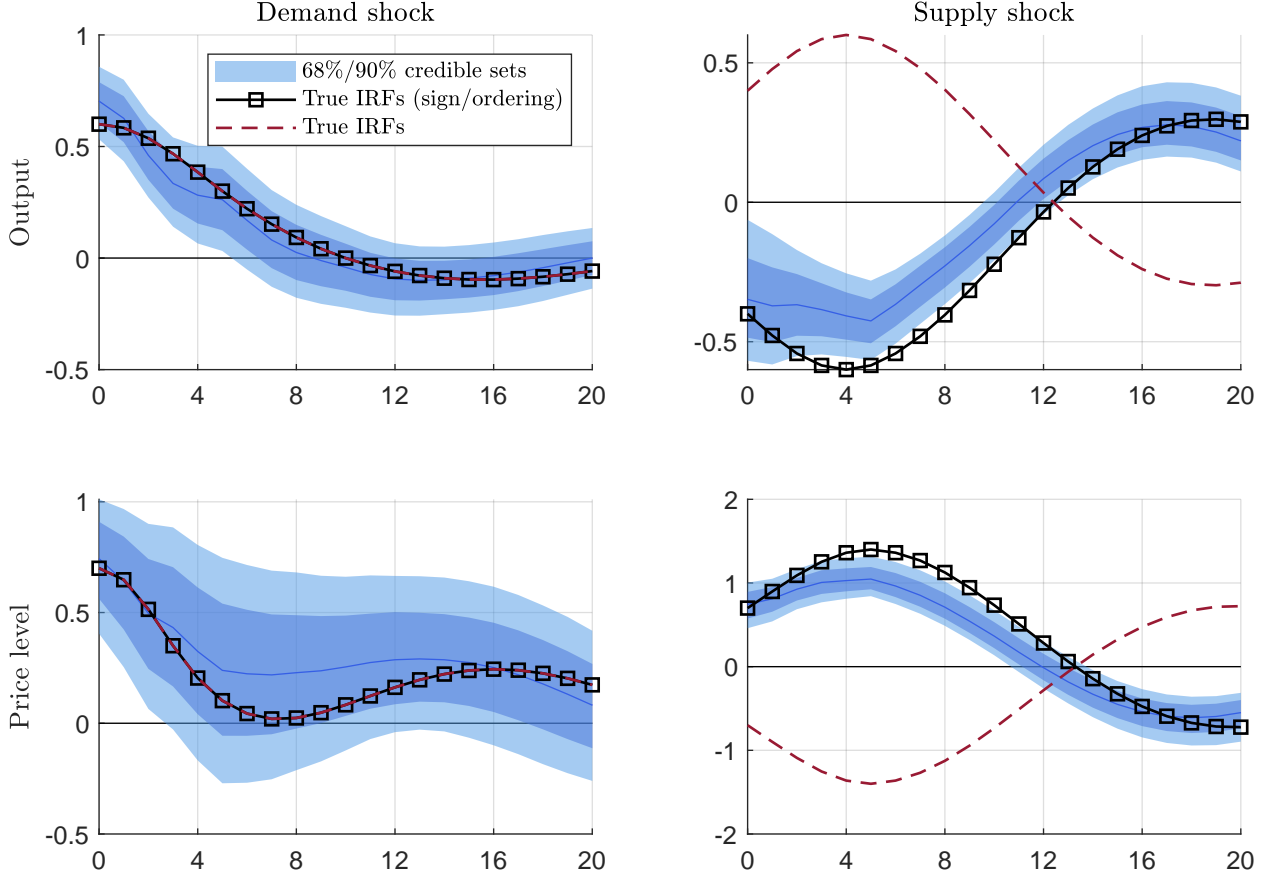 Demand shock
Supply shock
Output
1
0.5
0
-0.5
68%/90% credible sets
True IRFs (sign/ordering)
True IRFs
0 4 8 12 16 20
0.5
0
-0.5
0 4 8 12 16 20
Price level
1
0.5
0
-0.5
0 4 8 12 16 20
2
1
0
-1
-2
0 4 8 12 16 20